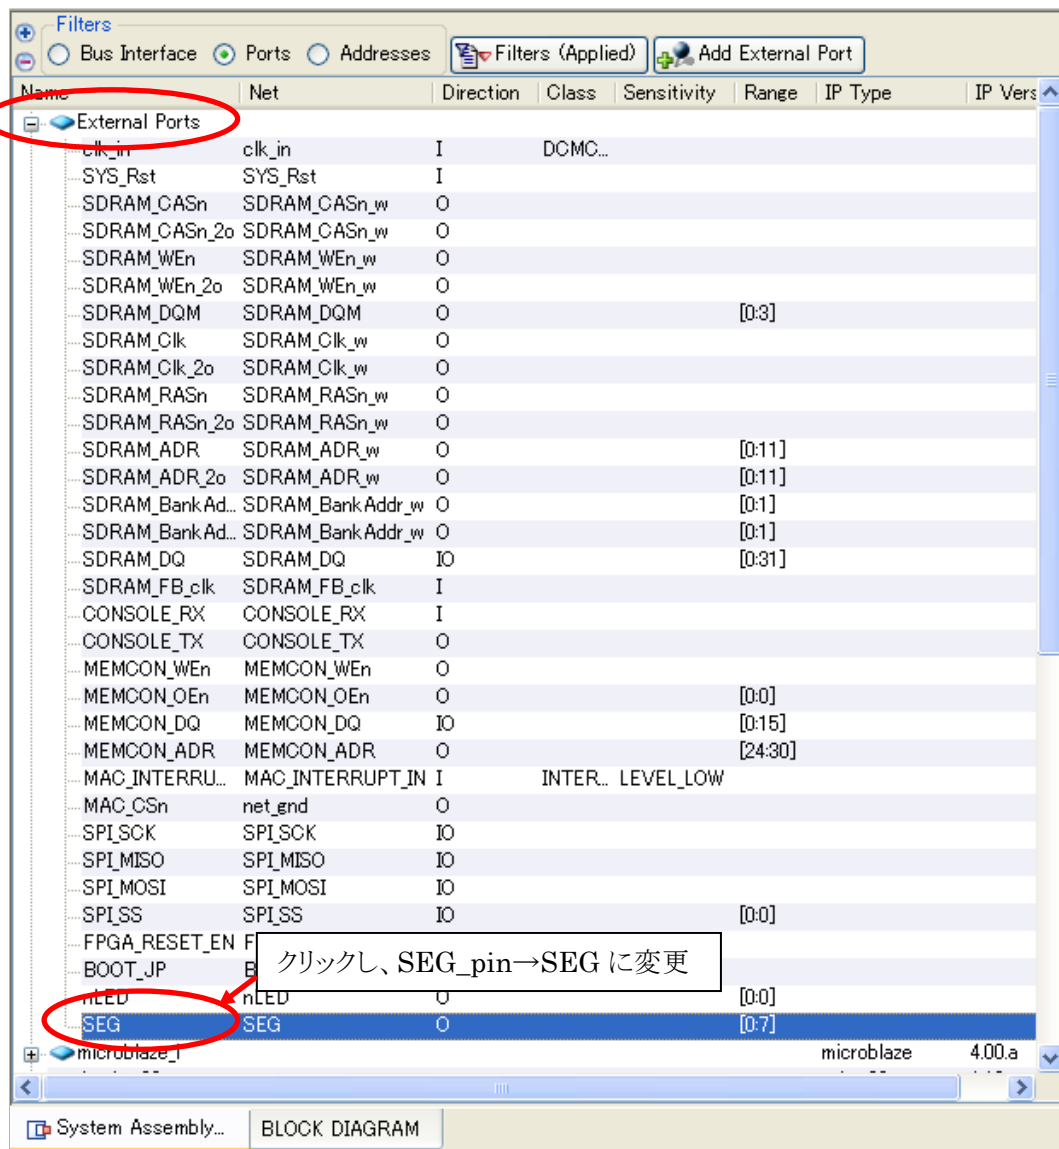 Filters
Bus Interface Ports Addresses Filters (Applied) Add External Port
Name Net Direction Class Sensitivity Range IP Type IP Vers
External Ports
clk_in clk_in I DCMC...
SYS_Rst SYS_Rst I
SDRAM_CASn SDRAM_CASn_w O
SDRAM_CASn_2o SDRAM_CASn_w O
SDRAM_WEn SDRAM_WEn_w O
SDRAM_WEn_2o SDRAM_WEn_w O
SDRAM_DQM SDRAM_DQM O [0:3]
SDRAM_Clk SDRAM_Clk_w O
SDRAM_Clk_2o SDRAM_Clk_w O
SDRAM_RASn SDRAM_RASn_w O
SDRAM_RASn_2o SDRAM_RASn_w O
SDRAM_ADR SDRAM_ADR_w O [0:11]
SDRAM_ADR_2o SDRAM_ADR_w O [0:11]
SDRAM_BankAd... SDRAM_BankAddr_w O [0:1]
SDRAM_BankAd... SDRAM_BankAddr_w O [0:1]
SDRAM_DQ SDRAM_DQ IO [0:31]
SDRAM_FB_clk SDRAM_FB_clk I
CONSOLE_RX CONSOLE_RX I
CONSOLE_TX CONSOLE_TX O
MEMCON_WEn MEMCON_WEn O
MEMCON_OEn MEMCON_OEn O [0:0]
MEMCON_DQ MEMCON_DQ IO [0:15]
MEMCON_ADR MEMCON_ADR O [24:30]
MAC_INTERRU... MAC_INTERRUPT_IN I INTER... LEVEL_LOW
MAC_CSn net_gnd O
SPI_SCK SPI_SCK IO
SPI_MISO SPI_MISO IO
SPI_MOSI SPI_MOSI IO
SPI_SS SPI_SS IO [0:0]
FPGA_RESET_EN F
BOOT_JP B
クリックし、SEG_pin→SEG に変更
nLED nLED O [0:0]
SEG SEG O [0:7]
microblaze_i microblaze 4.00.a
System Assembly... BLOCK DIAGRAM